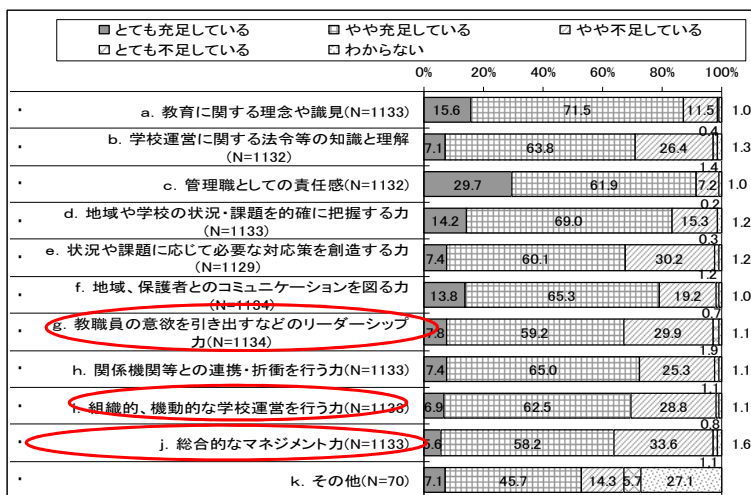 とても充足している やや充足している やや不足している
とても不足している わからない
0% 20% 40% 60% 80% 100%
・ a. 教育に関する理念や識見(N=1133) 15.6 71.5 11.5 1.0
0.4
・ b. 学校運営に関する法令等の知識と理解
(N=1132) 7.1 63.8 26.4 1.3
1.4
・ c. 管理職としての責任感(N=1132) 29.7 61.9 7.2 1.0
0.2
・ d. 地域や学校の状況・課題を的確に把握する力
(N=1133) 14.2 69.0 15.3 1.2
0.3
・ e. 状況や課題に応じて必要な対応策を創造する力
(N=1129) 7.4 60.1 30.2 1.2
1.2
・ f. 地域、保護者とのコミュニケーションを図る力
(N=1134) 13.8 65.3 19.2 1.0
0.7
・ g. 教職員の意欲を引き出すなどのリーダーシップ
力(N=1134) 7.8 59.2 29.9 1.1
1.9
・ h. 関係機関等との連携・折衝を行う力(N=1133) 7.4 65.0 25.3 1.1
1.1
・ i. 組織的、機動的な学校運営を行う力(N=1133) 6.9 62.5 28.8 1.1
0.8
・ j. 総合的なマネジメント力(N=1133) 5.6 58.2 33.6 1.6
1.1
・ k. その他(N=70) 7.1 45.7 14.3 5.7 27.1